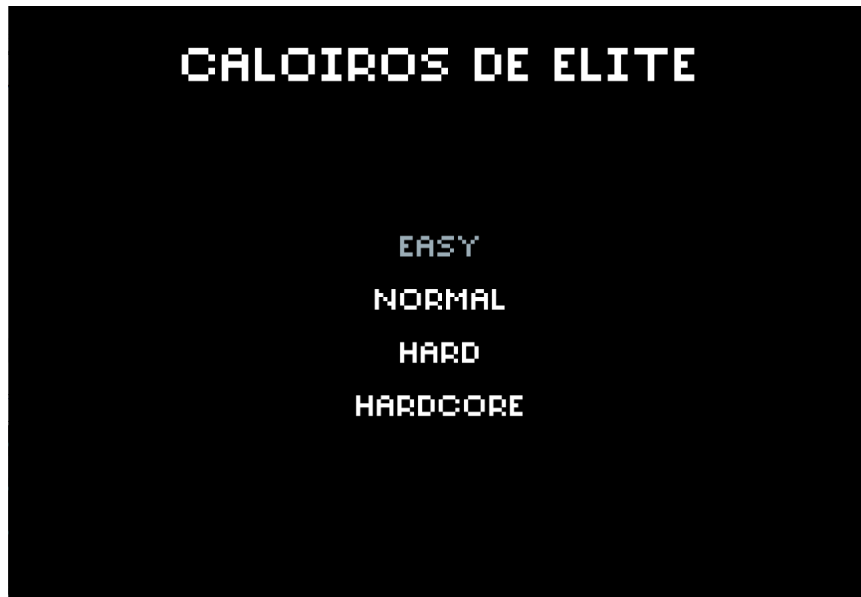 CALOIROS DE ELITE
EASY
NORMAL
HARD
HARDCORE